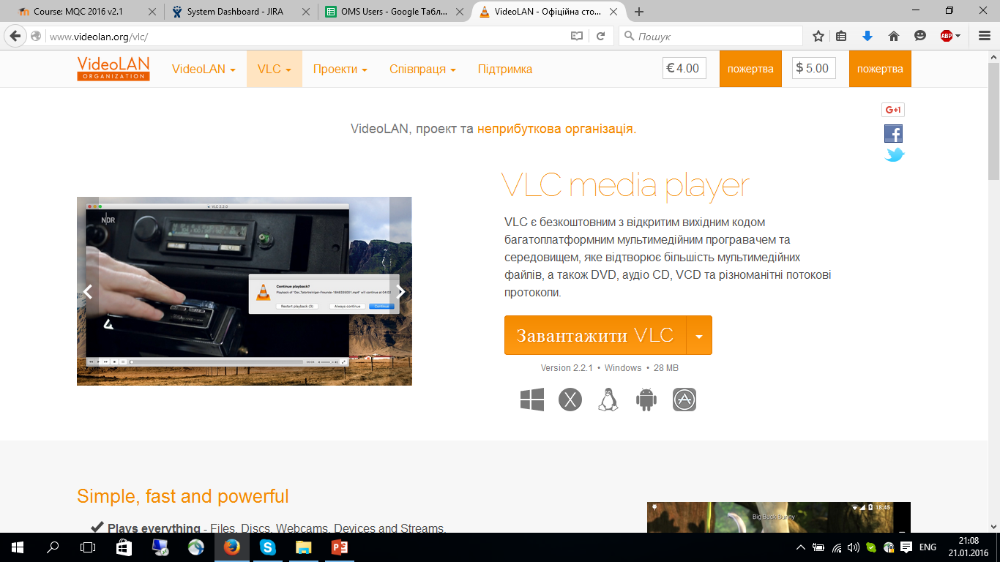 Course: MQC 2016 v2.1
System Dashboard - JIRA
OMS Users - Google Табл...
VideoLAN - Офіційна сто...
www.videolan.org/vlc/
Пошук
ABP
VideoLAN
ORGANIZATION
VideoLAN
VLC
Проекти
Співпраця
Підтримка
€ 4.00
пожертва
$ 5.00
пожертва
G+1
VideoLAN, проект та неприбуткова організація.
VLC 2.2.0
NDR
Continue playback?
Playback of "Der_Tatortreiniger-Freunde-1848335001.mp4" will continue at 04:02
Restart playback (3)
Always continue
Continue
VLC media player
VLC є безкоштовним з відкритим вихідним кодом
багатоплатформним мультимедійним програвачем та
середовищем, яке відтворює більшість мультимедійних
файлів, а також DVD, аудіо CD, VCD та різноманітні потокові
протоколи.
Завантажити VLC
Version 2.2.1 • Windows • 28 MB
Simple, fast and powerful
Plays everything - Files, Discs, Webcams, Devices and Streams.
18:45
Big Buck Bunny
ENG
21:08
21.01.2016